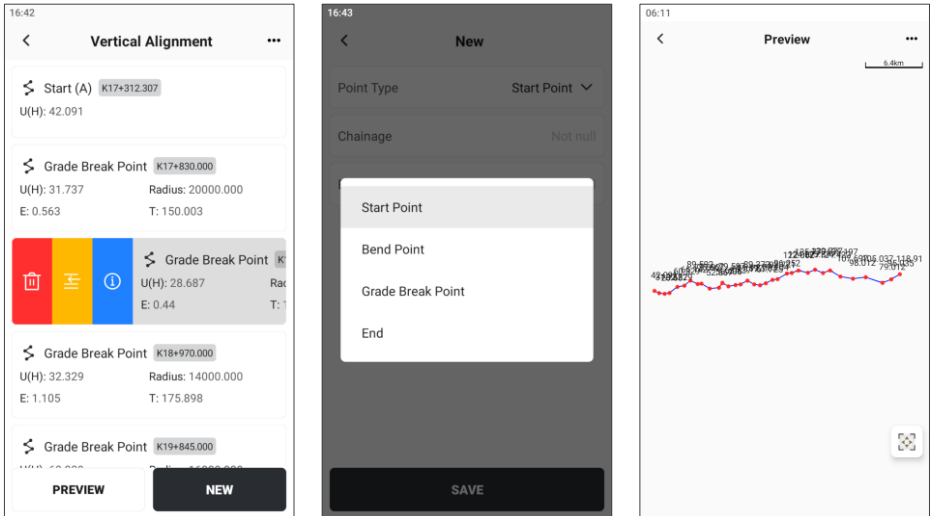 16:42
Vertical Alignment
Start (A) K17+312.307
U(H): 42.091
Grade Break Point K17+830.000
U(H): 31.737 Radius: 20000.000
E: 0.563 T: 150.003
Grade Break Point
U(H): 28.687
E: 0.44 T:
Grade Break Point K18+970.000
U(H): 32.329 Radius: 14000.000
E: 1.105 T: 175.898
Grade Break Point K19+845.000
PREVIEW NEW
16:43
New
Point Type Start Point
Chainage Not null
Start Point
Bend Point
Grade Break Point
End
SAVE
06:11
Preview
6.4km
98.012
79.012